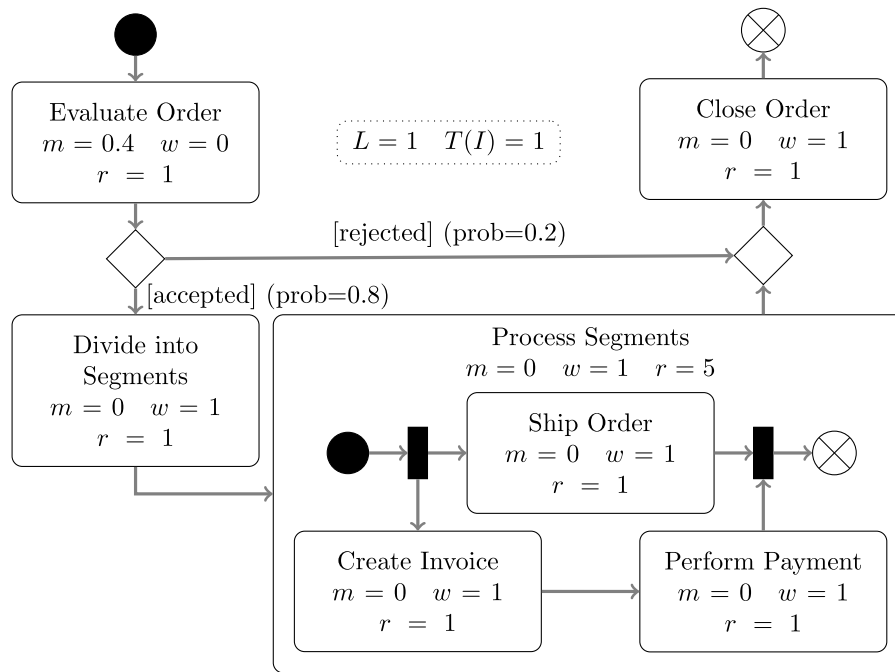 Evaluate Order
m = 0.4 w = 0
r = 1
L = 1 T(I) = 1
Close Order
m = 0 w = 1
r = 1
[rejected] (prob=0.2)
[accepted] (prob=0.8)
Divide into
Segments
m = 0 w = 1
r = 1
Process Segments
m = 0 w = 1 r = 5
Ship Order
m = 0 w = 1
r = 1
Create Invoice
m = 0 w = 1
r = 1
Perform Payment
m = 0 w = 1
r = 1